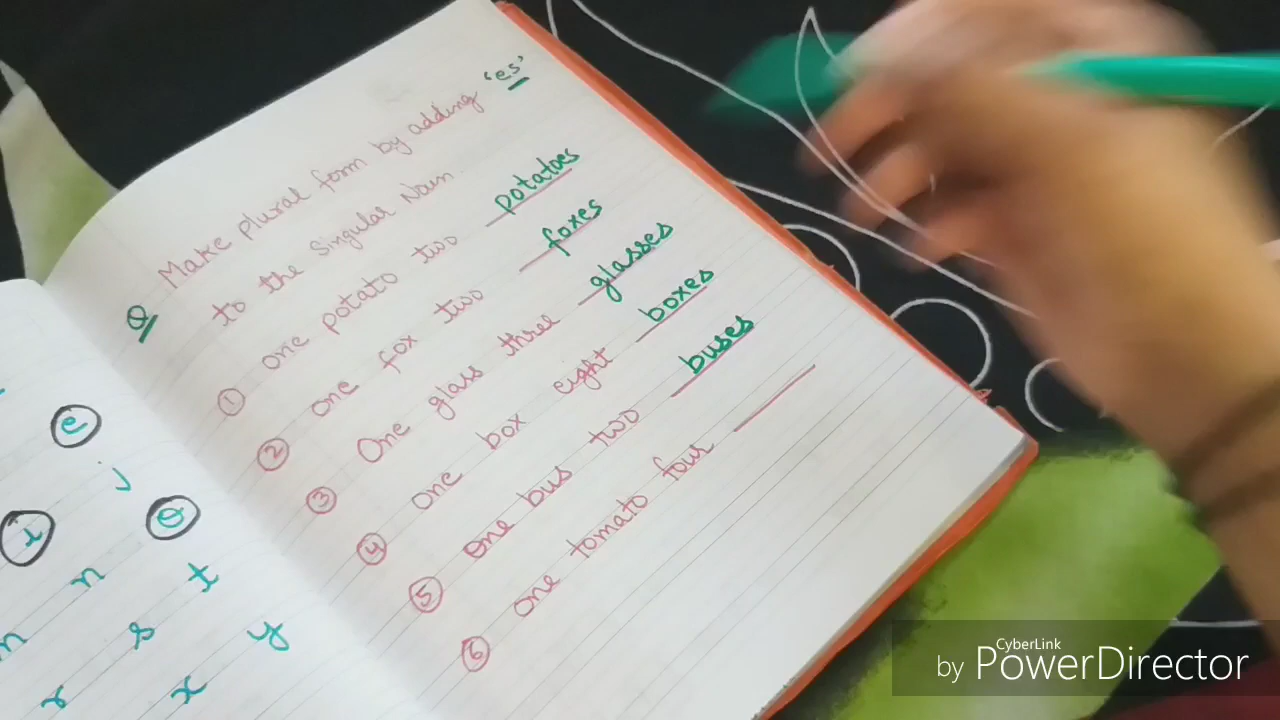 Q Make plural form by adding 'es'
to the Singular Noun.
① one potato two potatoes
② one fox two foxes
③ One glass three glasses
④ one box eight boxes
⑤ one bus two buses
⑥ one tomato four ____
e
j
i o
n t
n s y
r x
CyberLink
by PowerDirector